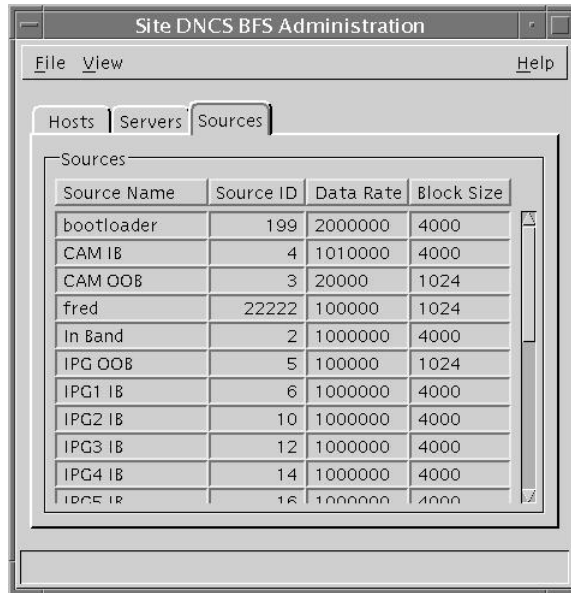 Site DNCS BFS Administration
File View Help
Hosts Servers Sources
Sources
Source Name Source ID Data Rate Block Size
bootloader 199 2000000 4000
CAM IB 4 1010000 4000
CAM OOB 3 20000 1024
fred 22222 100000 1024
In Band 2 1000000 4000
IPG OOB 5 100000 1024
IPG1 IB 6 1000000 4000
IPG2 IB 10 1000000 4000
IPG3 IB 12 1000000 4000
IPG4 IB 14 1000000 4000
IPG5 IB 16 1000000 4000